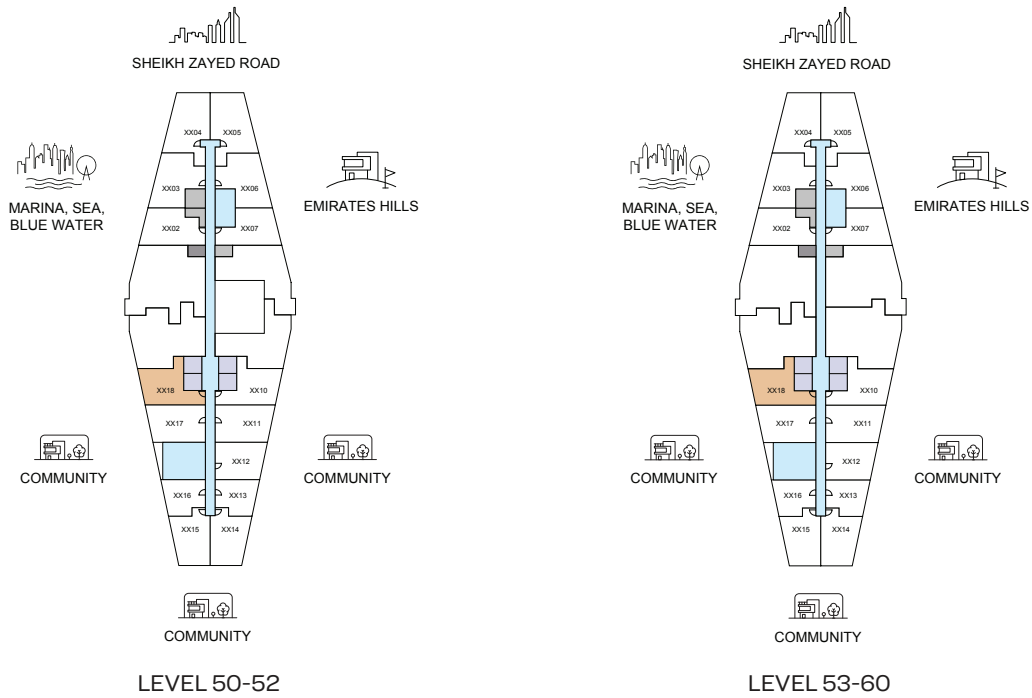 SHEIKH ZAYED ROAD
XX04
XX05
MARINA, SEA,
BLUE WATER
XX03
XX06
EMIRATES HILLS
XX02
XX07
XX18
XX10
XX17
XX11
COMMUNITY
XX12
COMMUNITY
XX16
XX13
XX15
XX14
COMMUNITY
LEVEL 50-52
SHEIKH ZAYED ROAD
XX04
XX05
MARINA, SEA,
BLUE WATER
XX03
XX06
EMIRATES HILLS
XX02
XX07
XX18
XX10
XX17
XX11
COMMUNITY
XX12
COMMUNITY
XX16
XX13
XX15
XX14
COMMUNITY
LEVEL 53-60